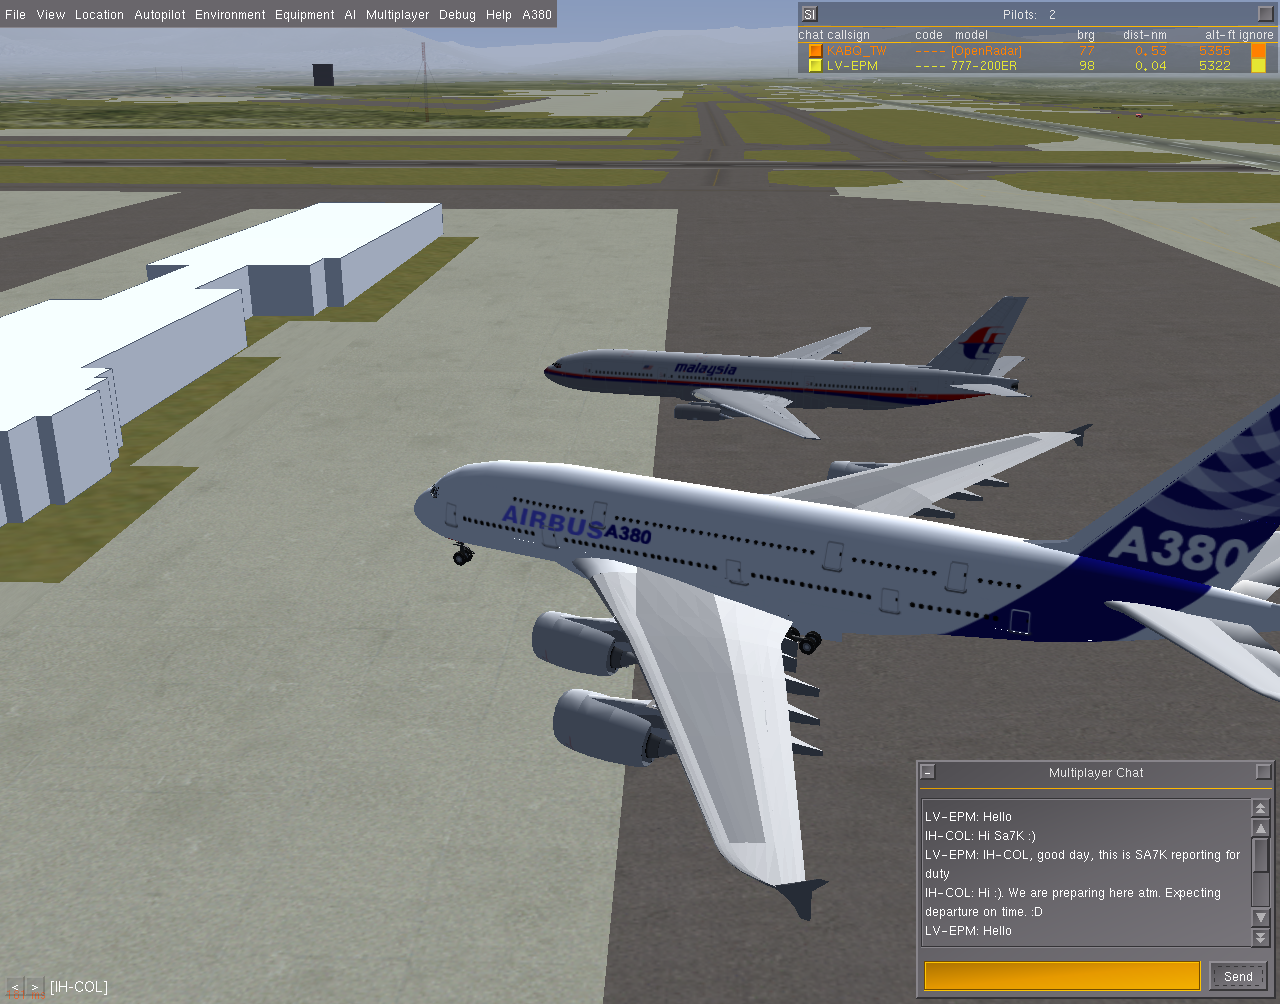 File View Location Autopilot Environment Equipment AI Multiplayer Debug Help A380
SI Pilots: 2
chat callsign code model brg dist-nm alt-ft ignore
KABQ_TW ---- [OpenRadar] 77 0.53 5355
LV-EPM ---- 777-200ER 98 0.04 5322
malaysia
AIRBUS A380
A380
- Multiplayer Chat
LV-EPM: Hello
IH-COL: Hi Sa7K :)
LV-EPM: IH-COL, good day, this is SA7K reporting for
duty
IH-COL: Hi :). We are preparing here atm. Expecting
departure on time. :D
LV-EPM: Hello
Send
< > [IH-COL]